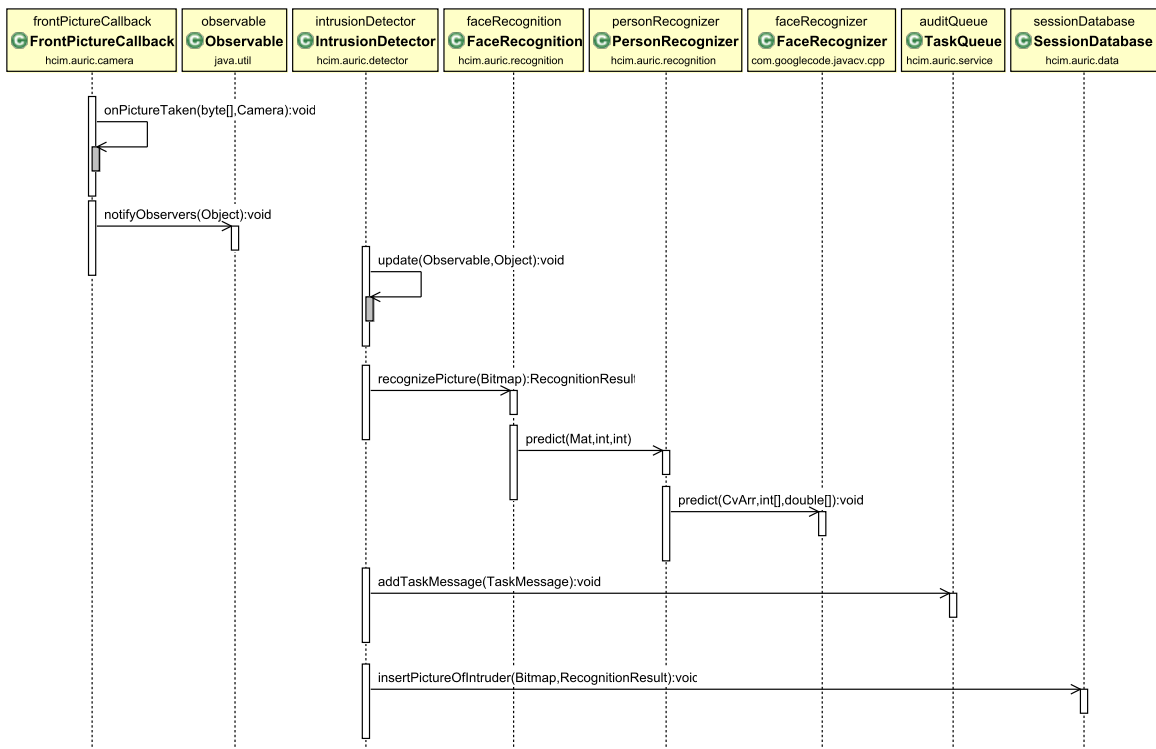 frontPictureCallback
FrontPictureCallback
hcim.auric.camera
observable
Observable
java.util
intrusionDetector
IntrusionDetector
hcim.auric.detector
faceRecognition
FaceRecognition
hcim.auric.recognition
personRecognizer
PersonRecognizer
hcim.auric.recognition
faceRecognizer
FaceRecognizer
com.googlecode.javacv.cpp
auditQueue
TaskQueue
hcim.auric.service
sessionDatabase
SessionDatabase
hcim.auric.data
onPictureTaken(byte[],Camera):void
notifyObservers(Object):void
update(Observable,Object):void
recognizePicture(Bitmap):RecognitionResult
predict(Mat,int,int)
predict(CvArr,int[],double[]):void
addTaskMessage(TaskMessage):void
insertPictureOfIntruder(Bitmap,RecognitionResult):void